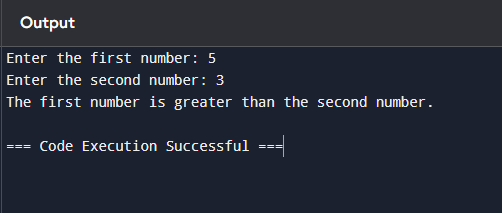 Output
Enter the first number: 5
Enter the second number: 3
The first number is greater than the second number.
=== Code Execution Successful ===